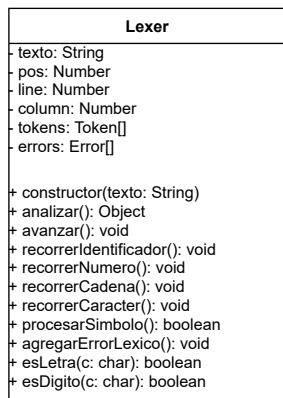 Lexer
- texto: String
- pos: Number
- line: Number
- column: Number
- tokens: Token[]
- errors: Error[]
+ constructor(texto: String)
+ analizar(): Object
+ avanzar(): void
+ recorrerIdentificador(): void
+ recorrerNumero(): void
+ recorrerCadena(): void
+ recorrerCaracter(): void
+ procesarSimbolo(): boolean
+ agregarErrorLexico(): void
+ esLetra(c: char): boolean
+ esDigito(c: char): boolean